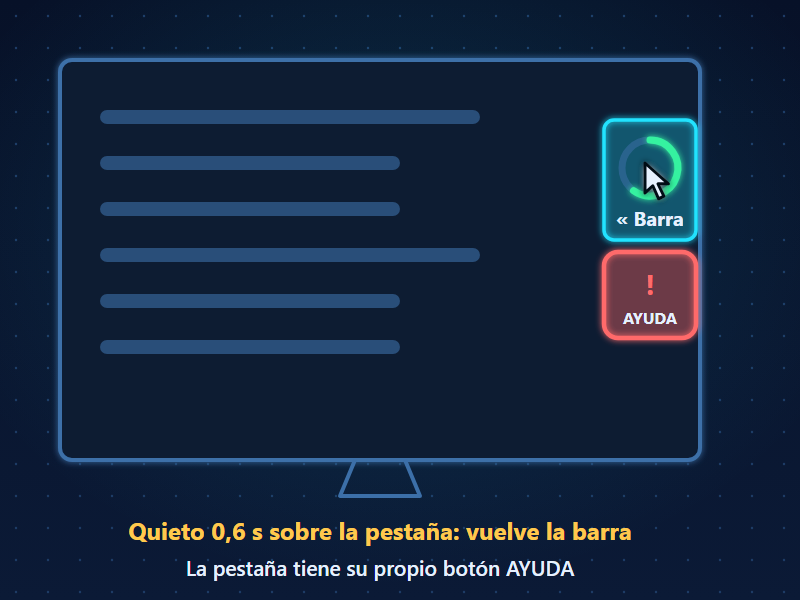 « Barra
!
AYUDA
Quieto 0,6 s sobre la pestaña: vuelve la barra
La pestaña tiene su propio botón AYUDA